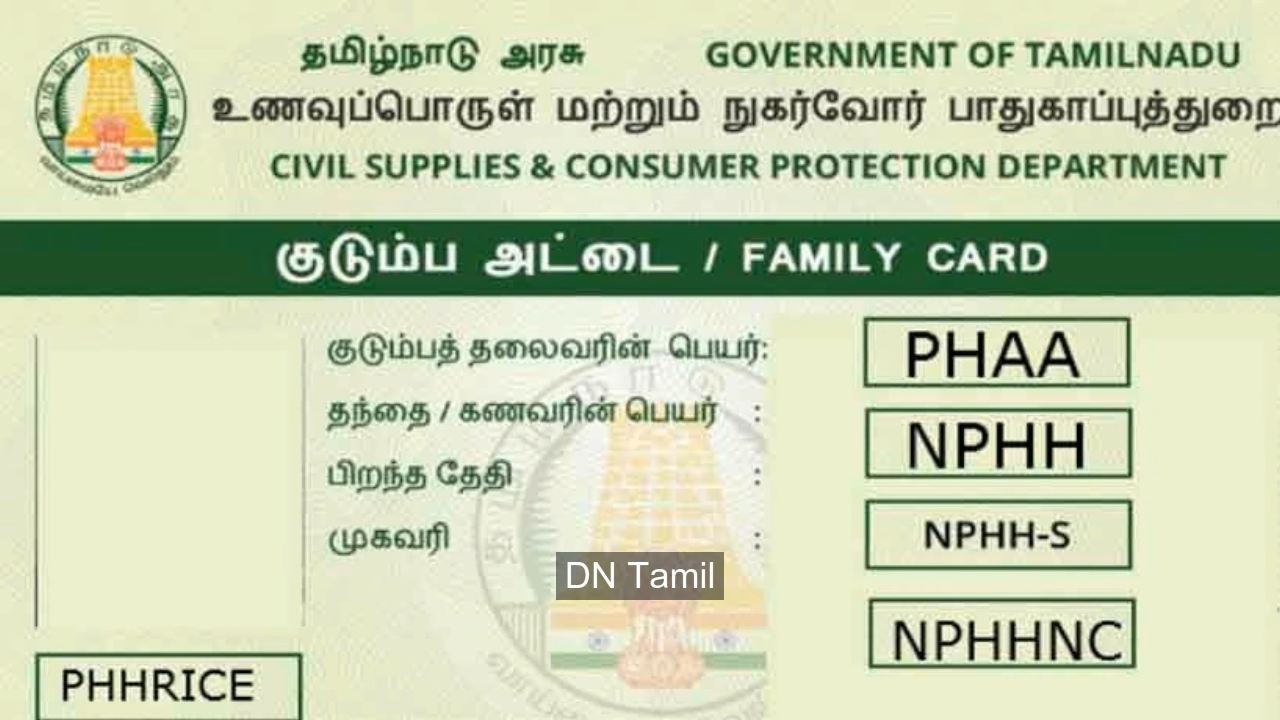 தமிழ்நாடு அரசு GOVERNMENT OF TAMILNADU
உணவுப்பொருள் மற்றும் நுகர்வோர் பாதுகாப்புத்துறை
CIVIL SUPPLIES & CONSUMER PROTECTION DEPARTMENT
குடும்ப அட்டை / FAMILY CARD
குடும்பத் தலைவரின் பெயர்:
PHAA
தந்தை / கணவரின் பெயர் :
NPHH
பிறந்த தேதி :
முகவரி :
NPHH-S
DN Tamil
NPHHNC
PHHRICE